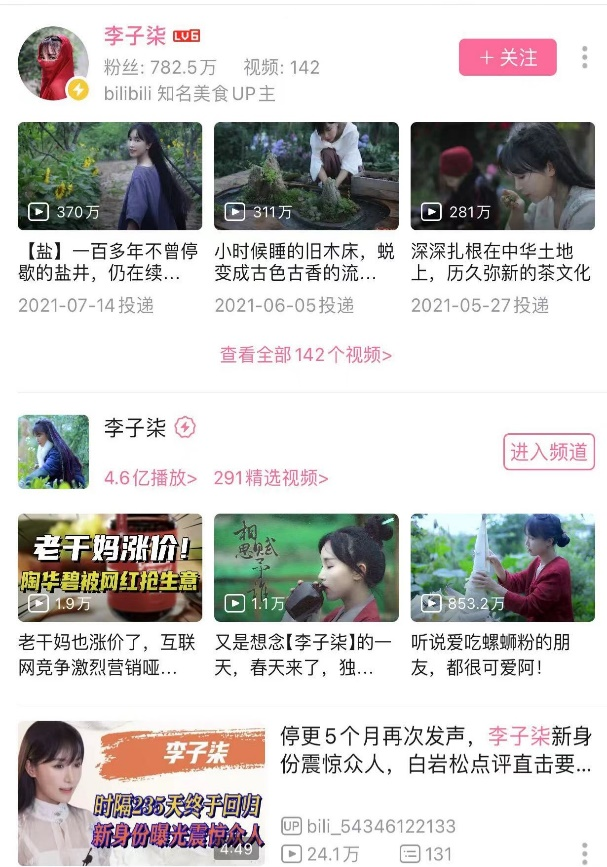 李子柒 LV6
粉丝: 782.5万 视频: 142
bilibili 知名美食UP主
+ 关注
370万
311万
281万
【盐】一百多年不曾停
歇的盐井，仍在续...
2021-07-14投递
小时候睡的旧木床，蜕
变成古色古香的流...
2021-06-05投递
深深扎根在中华土地
上，历久弥新的茶文化
2021-05-27投递
查看全部142个视频>
李子柒
4.6亿播放> 291精选视频>
进入频道
老干妈涨价!
陶华碧被网红抢生意
1.9万
相思赋予谁
1.1万
853.2万
老干妈也涨价了，互联
网竞争激烈营销哑...
又是想念【李子柒】的一
天，春天来了，独...
听说爱吃螺蛳粉的朋
友，都很可爱阿！
李子柒
时隔235天终于回归
新身份曝光震惊众人
4:49
停更5个月再次发声，李子柒新身
份震惊众人，白岩松点评直击要...
UP bili_54346122133
24.1万 131